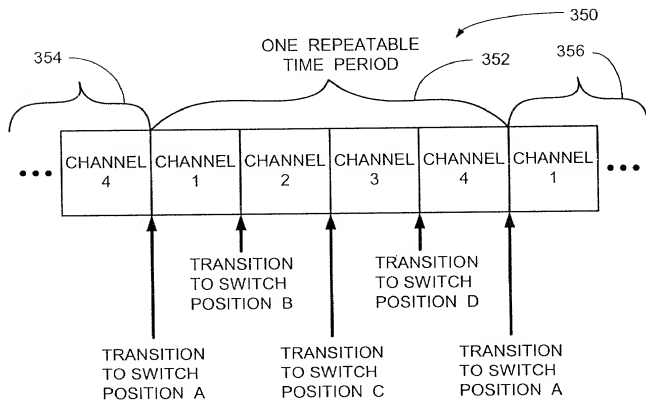 350
ONE REPEATABLE
TIME PERIOD
354
352
356
••• CHANNEL 4 CHANNEL 1 CHANNEL 2 CHANNEL 3 CHANNEL 4 CHANNEL 1 •••
TRANSITION
TO SWITCH
POSITION B
TRANSITION
TO SWITCH
POSITION D
TRANSITION
TO SWITCH
POSITION A
TRANSITION
TO SWITCH
POSITION C
TRANSITION
TO SWITCH
POSITION A